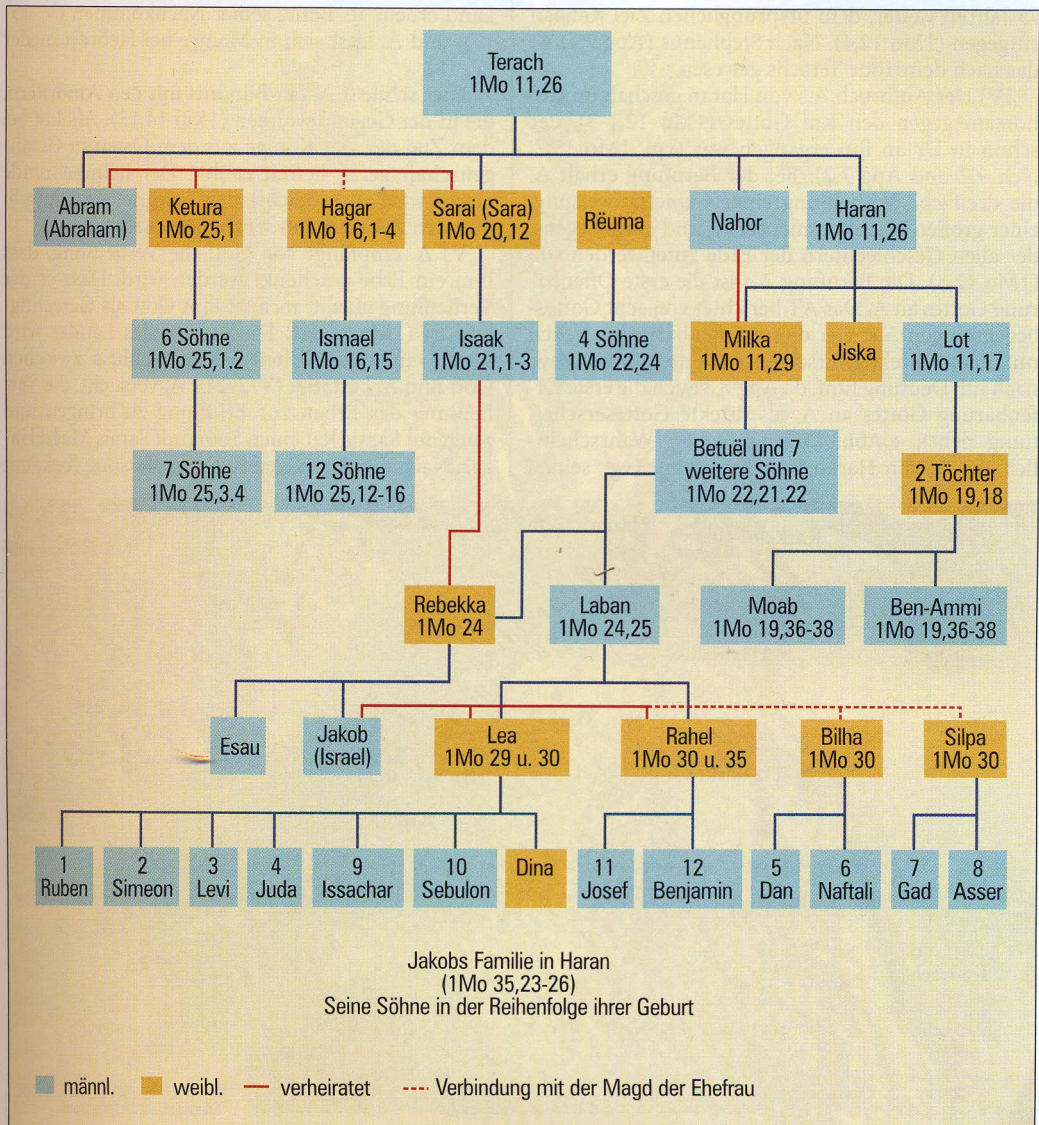 Terach
1Mo 11,26
Abram
(Abraham)
Ketura
1Mo 25,1
Hagar
1Mo 16,1-4
Sarai (Sara)
1Mo 20,12
Rëuma
Nahor
Haran
1Mo 11,26
6 Söhne
1Mo 25,1.2
Ismael
1Mo 16,15
Isaak
1Mo 21,1-3
4 Söhne
1Mo 22,24
Milka
1Mo 11,29
Jiska
Lot
1Mo 11,17
7 Söhne
1Mo 25,3.4
12 Söhne
1Mo 25,12-16
Betuël und 7
weitere Söhne
1Mo 22,21.22
2 Töchter
1Mo 19,18
Rebekka
1Mo 24
Laban
1Mo 24,25
Moab
1Mo 19,36-38
Ben-Ammi
1Mo 19,36-38
Esau
Jakob
(Israel)
Lea
1Mo 29 u. 30
Rahel
1Mo 30 u. 35
Bilha
1Mo 30
Silpa
1Mo 30
1
Ruben
2
Simeon
3
Levi
4
Juda
9
Issachar
10
Sebulon
Dina
11
Josef
12
Benjamin
5
Dan
6
Naftali
7
Gad
8
Asser
Jakobs Familie in Haran
(1Mo 35,23-26)
Seine Söhne in der Reihenfolge ihrer Geburt
männl.
weibl.
verheiratet
Verbindung mit der Magd der Ehefrau